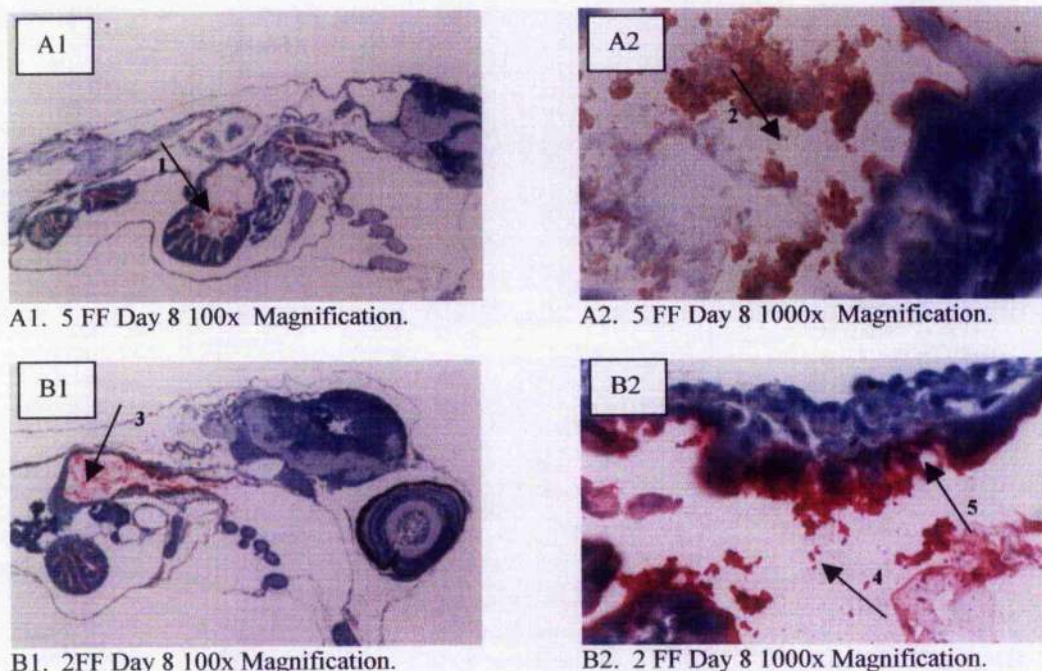 A1
A2
1
2
A1. 5 FF Day 8 100x Magnification.
A2. 5 FF Day 8 1000x Magnification.
B1
B2
3
5
4
B1. 2FF Day 8 100x Magnification.
B2. 2 FF Day 8 1000x Magnification.